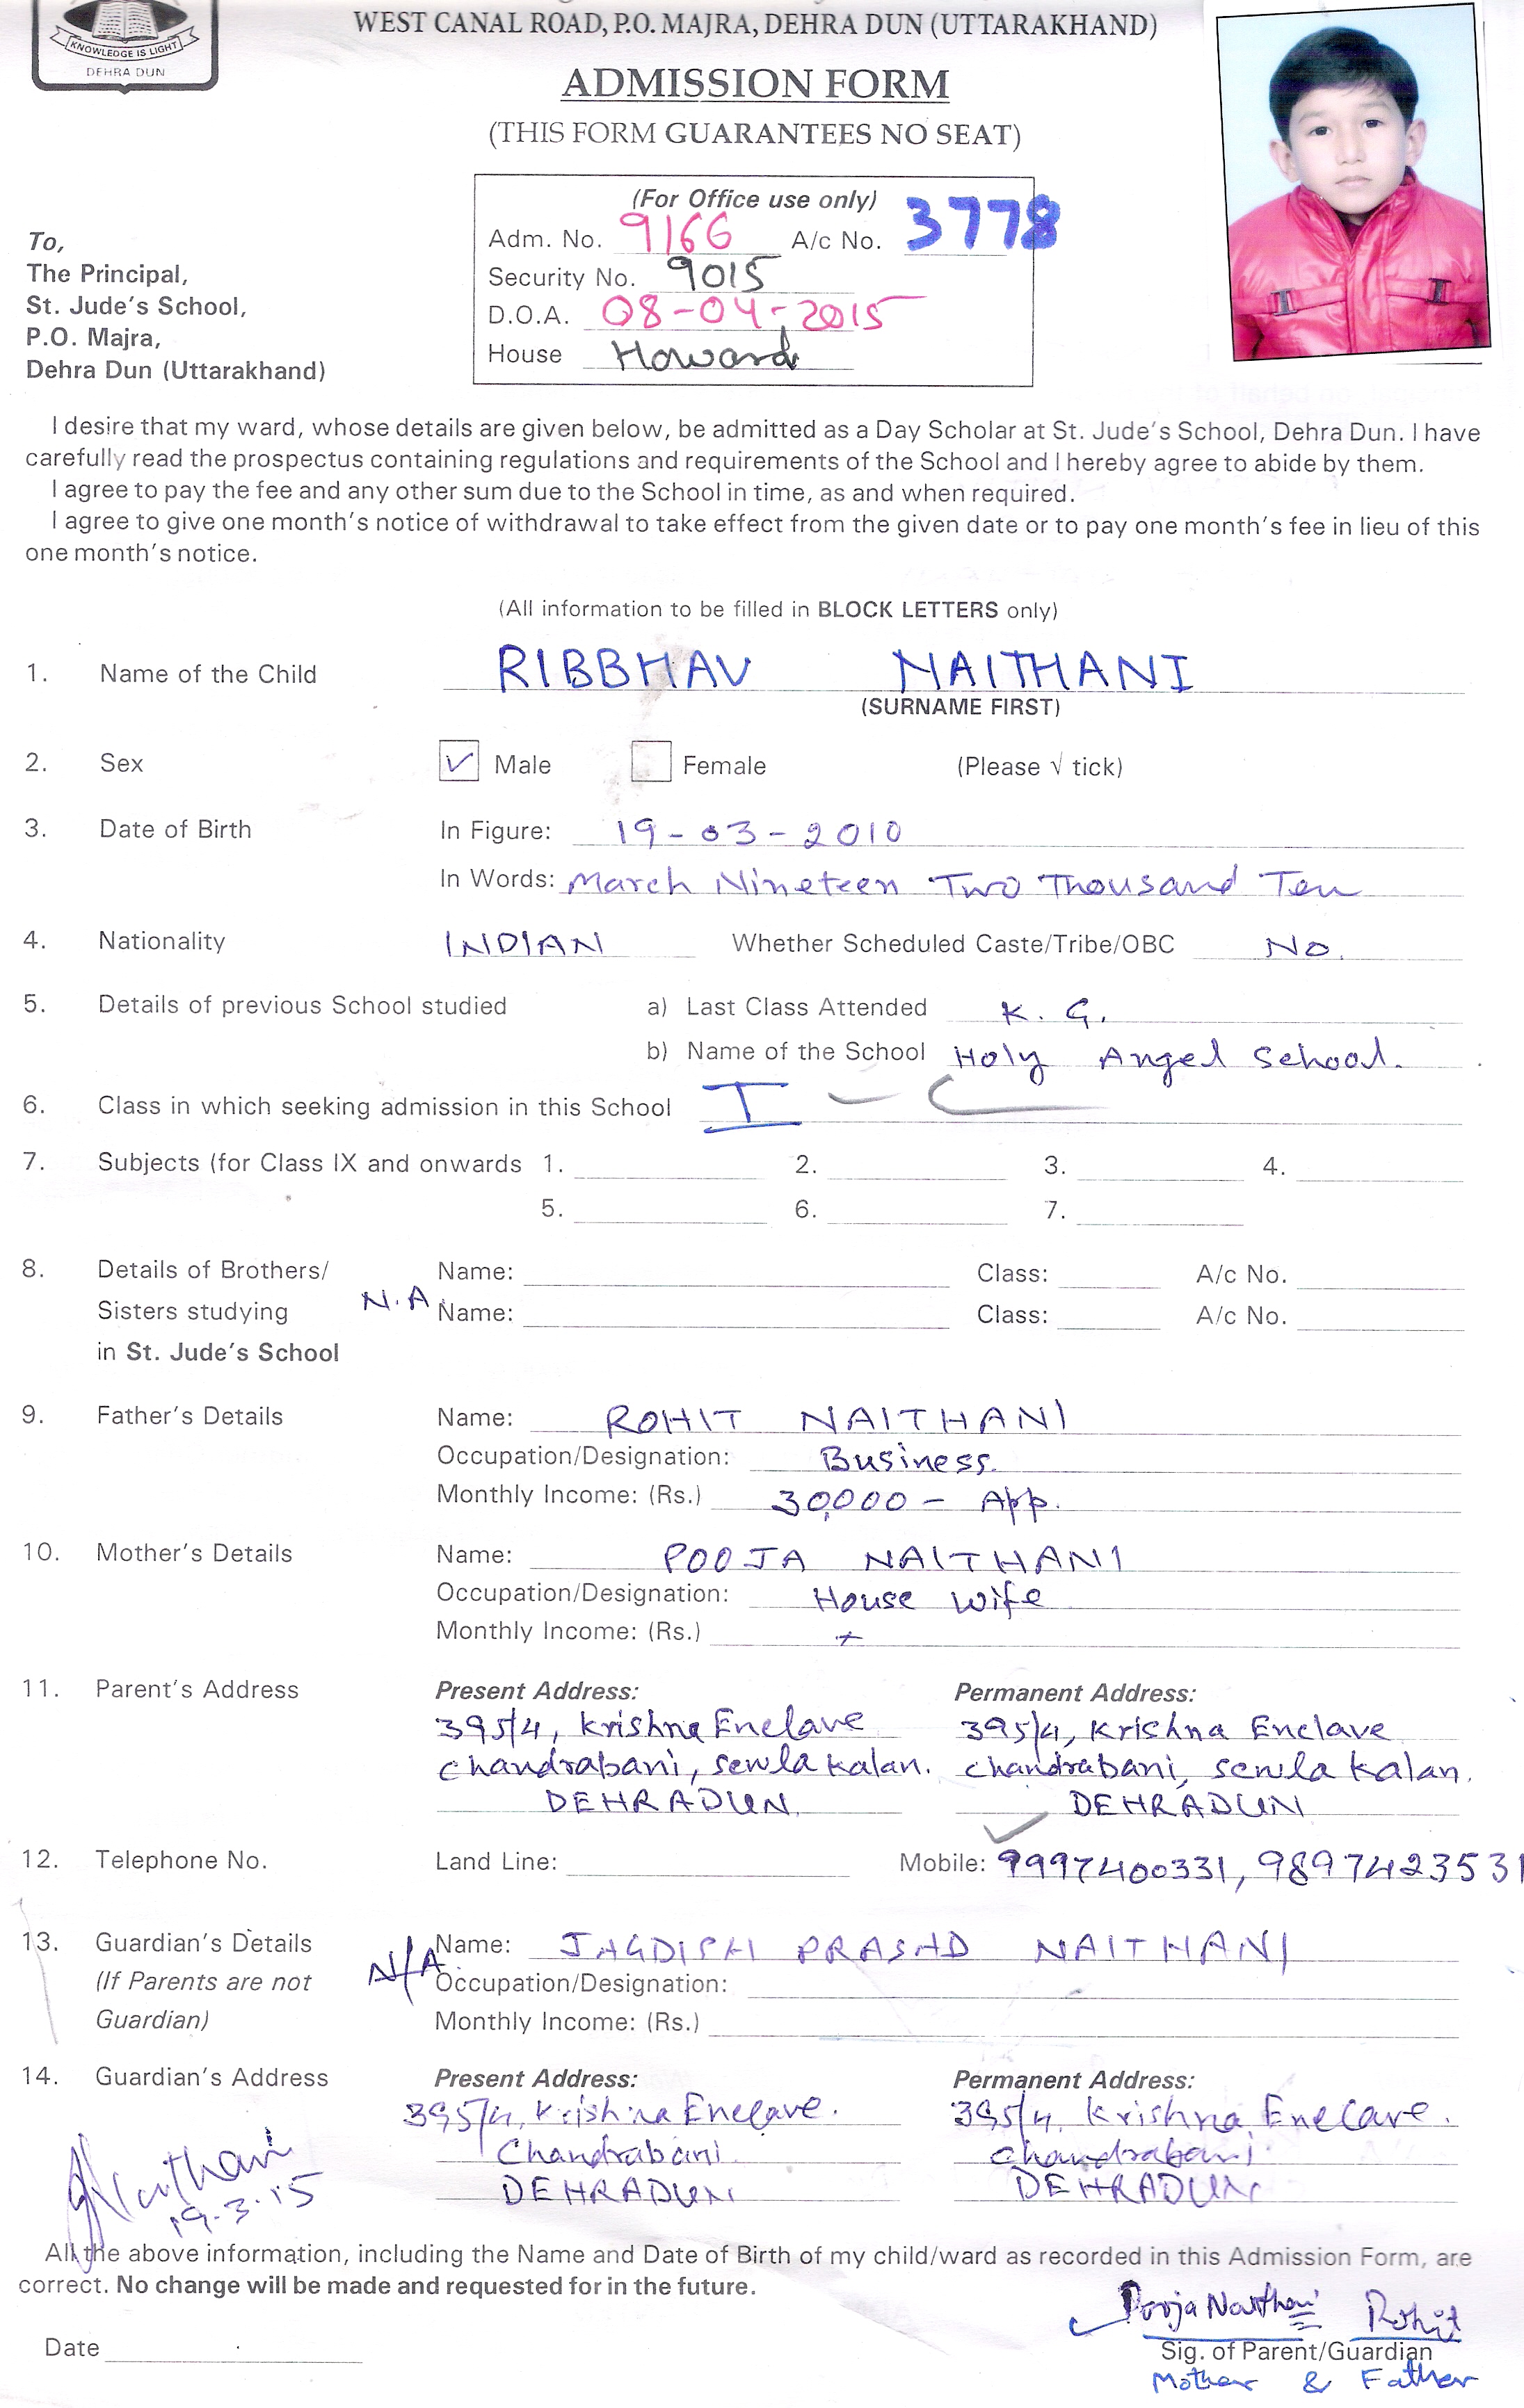 KNOWLEDGE IS LIGHT
DEHRA DUN
WEST CANAL ROAD, P.O. MAJRA, DEHRA DUN (UTTARAKHAND)
ADMISSION FORM
(THIS FORM GUARANTEES NO SEAT)
(For Office use only)
Adm. No. 9166 A/c No. 3778
Security No. 9015
D.O.A. 08-04-2015
House Howard
To,
The Principal,
St. Jude's School,
P.O. Majra,
Dehra Dun (Uttarakhand)
I desire that my ward, whose details are given below, be admitted as a Day Scholar at St. Jude's School, Dehra Dun. I have
carefully read the prospectus containing regulations and requirements of the School and I hereby agree to abide by them.
I agree to pay the fee and any other sum due to the School in time, as and when required.
I agree to give one month's notice of withdrawal to take effect from the given date or to pay one month's fee in lieu of this
one month's notice.
(All information to be filled in BLOCK LETTERS only)
1. Name of the Child RIBBHAV NAITHANI
(SURNAME FIRST)
2. Sex ✓ Male Female (Please √ tick)
3. Date of Birth In Figure: 19-03-2010
In Words: March Nineteen Two Thousand Ten
4. Nationality INDIAN Whether Scheduled Caste/Tribe/OBC No.
5. Details of previous School studied a) Last Class Attended K. G.
b) Name of the School Holy Angel School.
6. Class in which seeking admission in this School I - C
7. Subjects (for Class IX and onwards 1. 2. 3. 4.
5. 6. 7.
8. Details of Brothers/ Name: Class: A/c No.
Sisters studying N.A Name: Class: A/c No.
in St. Jude's School
9. Father's Details Name: ROHIT NAITHANI
Occupation/Designation: Business.
Monthly Income: (Rs.) 30,000 - App.
10. Mother's Details Name: POOJA NAITHANI
Occupation/Designation: House wife
Monthly Income: (Rs.)
11. Parent's Address Present Address: Permanent Address:
395/4, Krishna Enclave 395/4, Krishna Enclave
Chandrabani, sewla kalan. chandrabani, sewla kalan.
DEHRADUN. DEHRADUN
12. Telephone No. Land Line: Mobile: 9997400331, 9897423531
13. Guardian's Details Name: JAGDISH PRASAD NAITHANI
(If Parents are not N/A Occupation/Designation:
Guardian) Monthly Income: (Rs.)
14. Guardian's Address Present Address: Permanent Address:
395/4, Krishna Enclave. 395/4, Krishna Enclave.
Chandrabani Chandrabani
DEHRADUN DEHRADUN
Naithani
19.3.15
All the above information, including the Name and Date of Birth of my child/ward as recorded in this Admission Form, are
correct. No change will be made and requested for in the future.
Pooja Naithani Rohit
Date Sig. of Parent/Guardian
Mother & Father